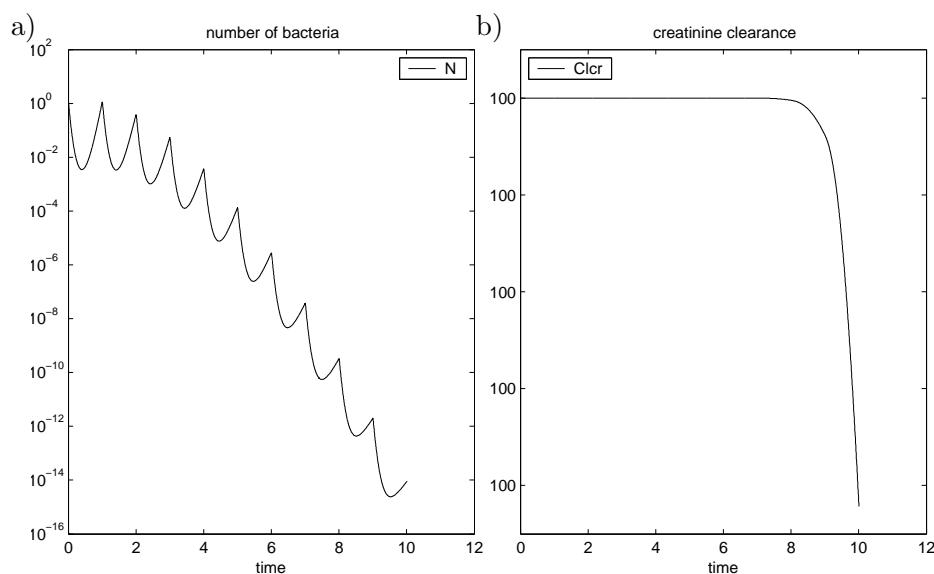 a)
number of bacteria
N
10^2
10^0
10^-2
10^-4
10^-6
10^-8
10^-10
10^-12
10^-14
10^-16
0 2 4 6 8 10 12
time
b)
creatinine clearance
Clcr
100
100
100
100
100
0 2 4 6 8 10 12
time